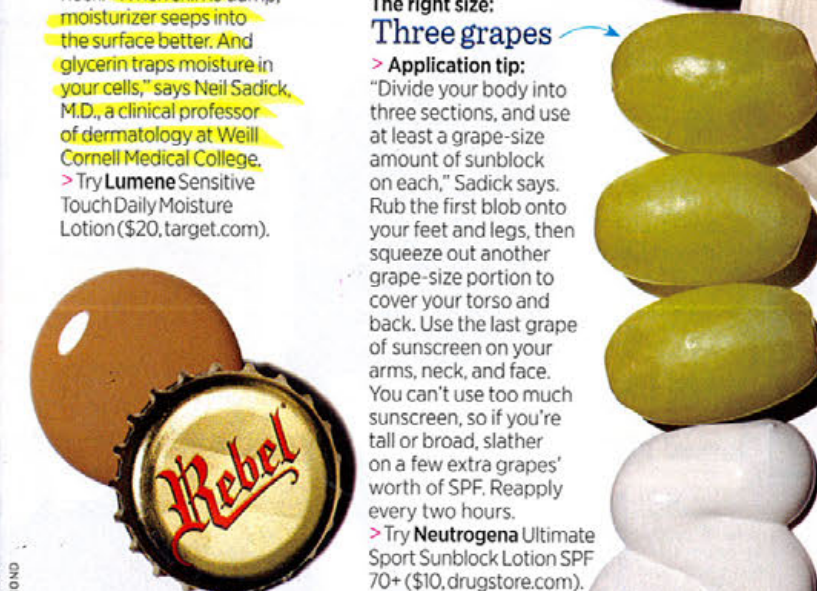 moisturizer seeps into
the surface better. And
glycerin traps moisture in
your cells,” says Neil Sadick,
M.D., a clinical professor
of dermatology at Weill
Cornell Medical College.
> Try Lumene Sensitive
Touch Daily Moisture
Lotion ($20, target.com).
Rebel
The right size:
Three grapes
> Application tip:
“Divide your body into
three sections, and use
at least a grape-size
amount of sunblock
on each,” Sadick says.
Rub the first blob onto
your feet and legs, then
squeeze out another
grape-size portion to
cover your torso and
back. Use the last grape
of sunscreen on your
arms, neck, and face.
You can’t use too much
sunscreen, so if you’re
tall or broad, slather
on a few extra grapes’
worth of SPF. Reapply
every two hours.
> Try Neutrogena Ultimate
Sport Sunblock Lotion SPF
70+ ($10, drugstore.com).